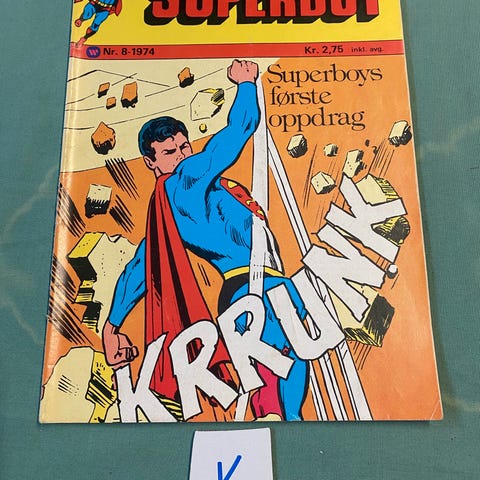 SUPERBOY
Nr. 8-1974
Kr. 2,75 inkl. avg.
Superboys
første
oppdrag
KRRUNK
K